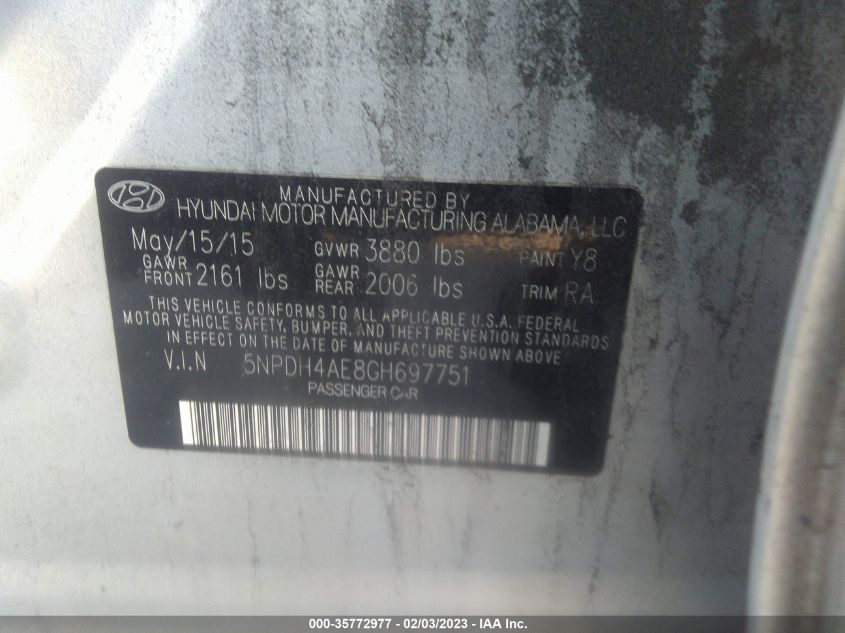 MANUFACTURED BY
HYUNDAI MOTOR MANUFACTURING ALABAMA, LLC
May/15/15 GVWR 3880 lbs PAINT Y8
GAWR FRONT 2161 lbs GAWR REAR 2006 lbs TRIM RA
THIS VEHICLE CONFORMS TO ALL APPLICABLE U.S.A. FEDERAL
MOTOR VEHICLE SAFETY, BUMPER, AND THEFT PREVENTION STANDARDS
IN EFFECT ON THE DATE OF MANUFACTURE SHOWN ABOVE.
V.I.N 5NPDH4AE8GH697751
PASSENGER CAR
000-35772977 - 02/03/2023 - IAA Inc.